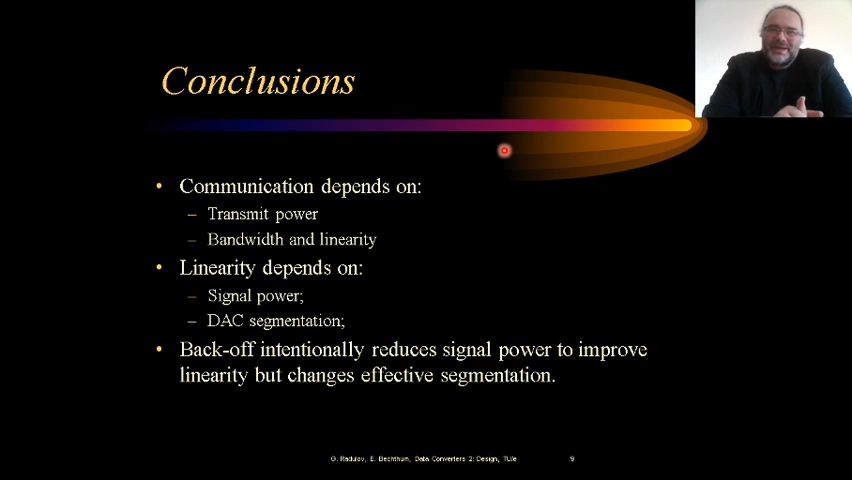 Conclusions
• Communication depends on:
– Transmit power
– Bandwidth and linearity
• Linearity depends on:
– Signal power;
– DAC segmentation;
• Back-off intentionally reduces signal power to improve
linearity but changes effective segmentation.
G. Radulov, E. Bechthum, Data Converters 2: Design, TU/e 9